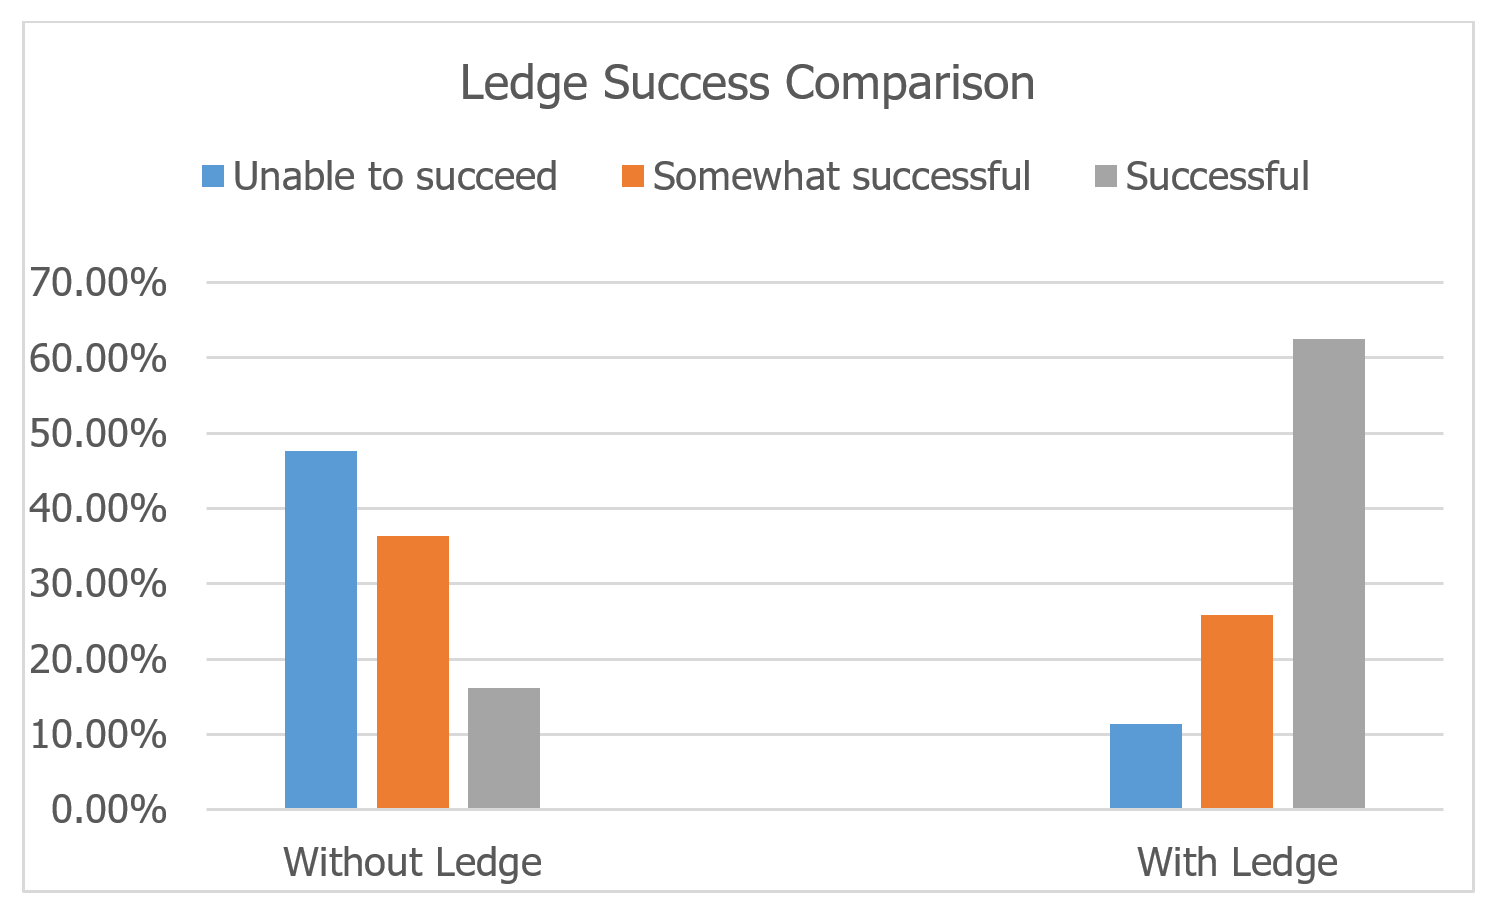 Ledge Success Comparison
Unable to succeed Somewhat successful Successful
70.00%
60.00%
50.00%
40.00%
30.00%
20.00%
10.00%
0.00%
Without Ledge With Ledge